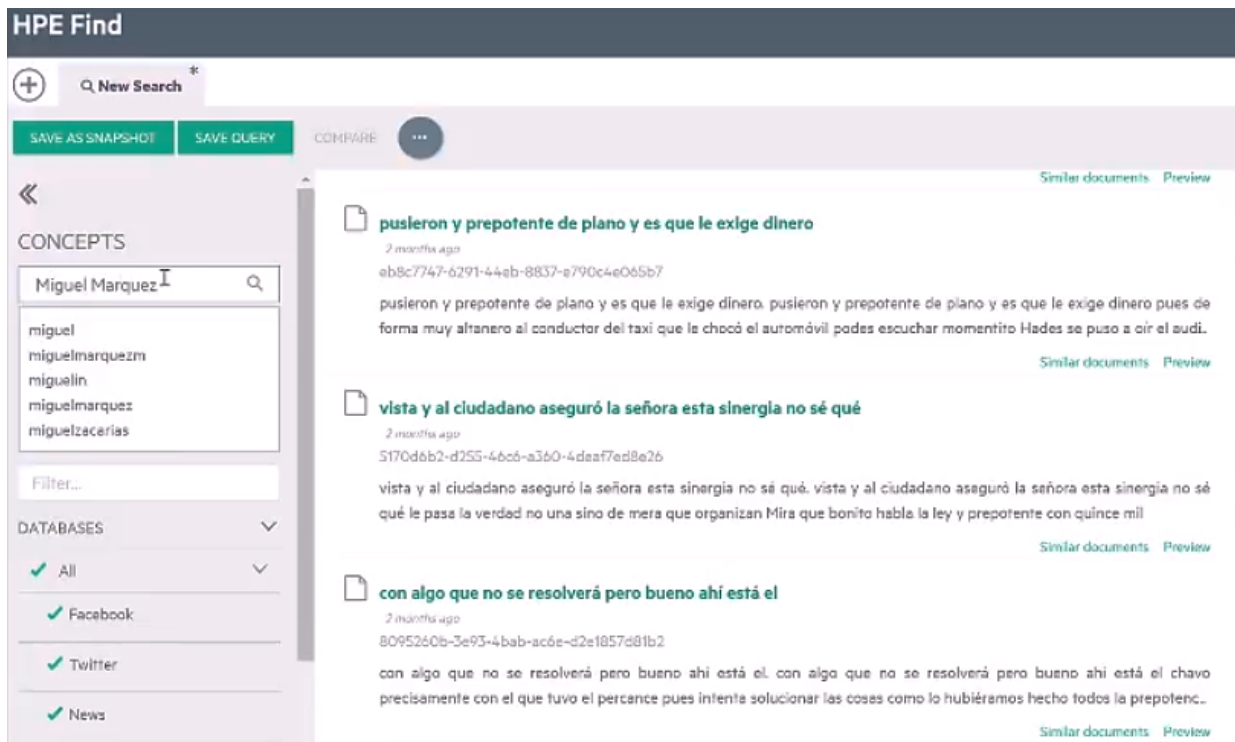 HPE Find
New Search *
SAVE AS SNAPSHOT SAVE QUERY COMPARE ...
Similar documents Preview
CONCEPTS
Miguel Marquez
miguel
miguelmarquezm
miguelin
miguelmarquez
miguelzacarias
Filter...
DATABASES
All
Facebook
Twitter
News
pusieron y prepotente de plano y es que le exige dinero
2 months ago
eb8c7747-6291-44eb-8837-e790c4e065b7
pusieron y prepotente de plano y es que le exige dinero. pusieron y prepotente de plano y es que le exige dinero pues de
forma muy altanero al conductor del taxi que le chocó el automóvil podes escuchar momentito Hades se puso a oír el audi..
Similar documents Preview
vista y al ciudadano aseguró la señora esta sinergia no sé qué
2 months ago
5170d6b2-d255-46c6-a360-4deaf7ed8e26
vista y al ciudadano aseguró la señora esta sinergia no sé qué. vista y al ciudadano aseguró la señora esta sinergia no sé
qué le pasa la verdad no una sino de mera que organizan Mira que bonito habla la ley y prepotente con quince mil
Similar documents Preview
con algo que no se resolverá pero bueno ahí está el
2 months ago
8095260b-3e93-4bab-ac6e-d2e1857d81b2
con algo que no se resolverá pero bueno ahi está el. con algo que no se resolverá pero bueno ahi está el chavo
precisamente con el que tuvo el percance pues intenta solucionar las cosas como lo hubiéramos hecho todos la prepotenc..
Similar documents Preview